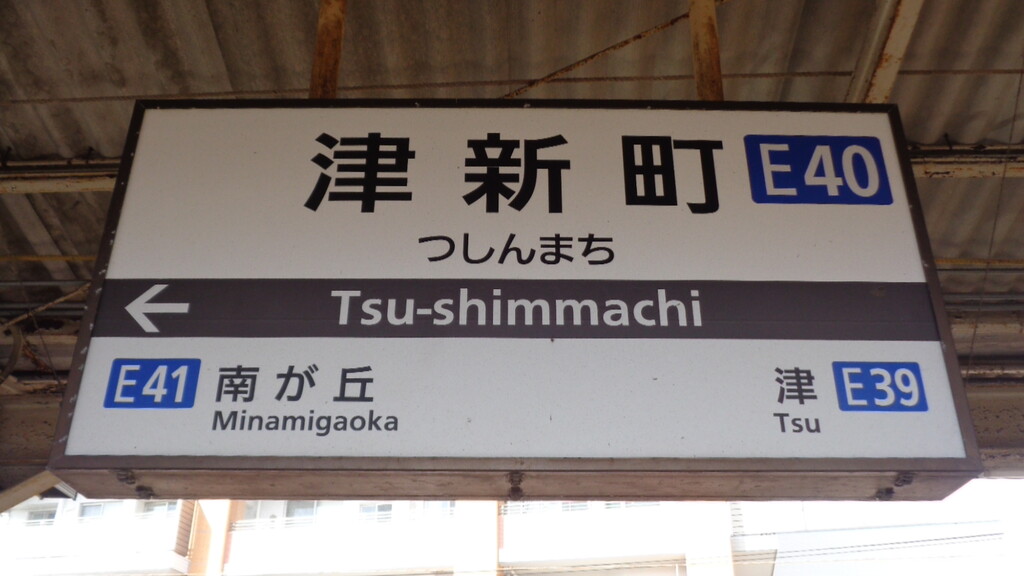 津新町 E40
つしんまち
← Tsu-shimmachi
E41 南が丘 津 E39
Minamigaoka Tsu